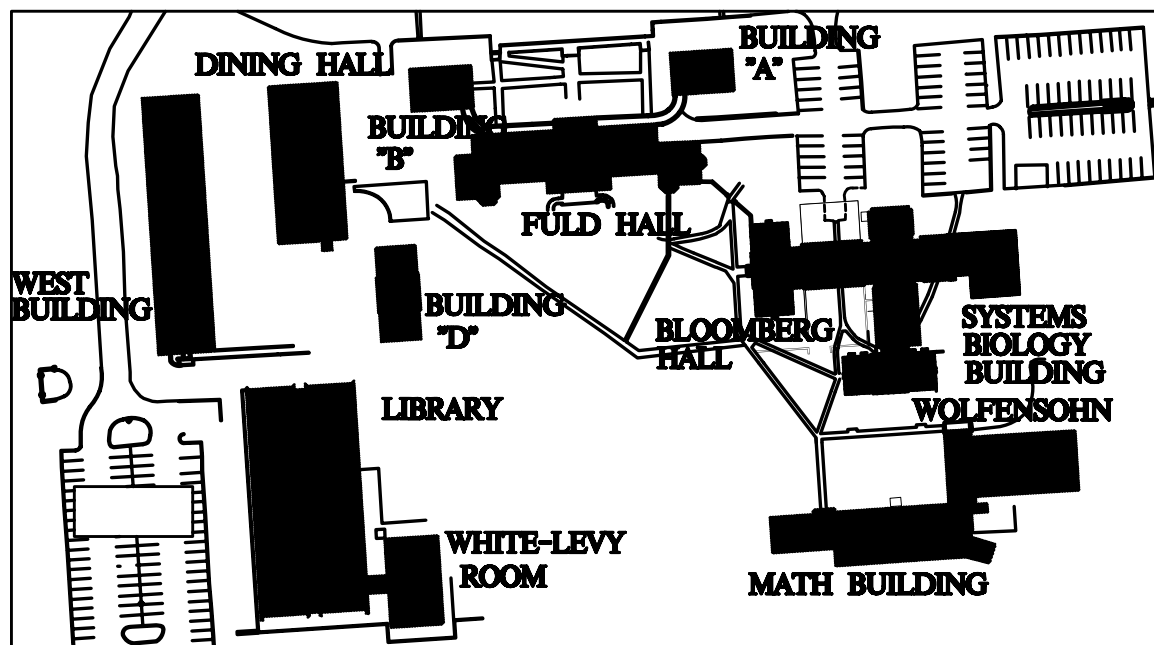 BUILDING
"A"
DINING HALL
BUILDING
"B"
FULD HALL
WEST
BUILDING
BUILDING
"D"
BLOOMBERG
HALL
SYSTEMS
BIOLOGY
BUILDING
LIBRARY
WOLFENSOHN
WHITE-LEVY
ROOM
MATH BUILDING